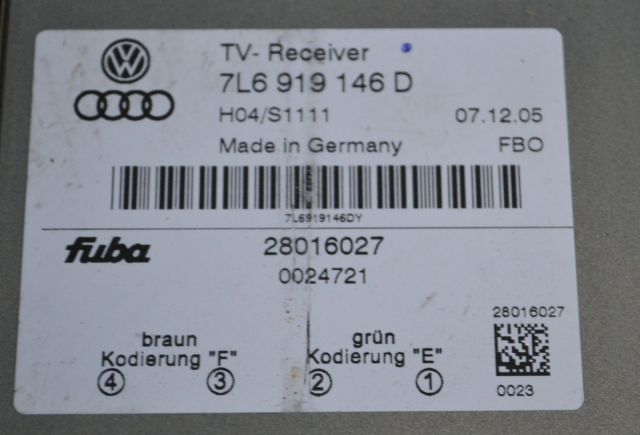 TV- Receiver
7L6 919 146 D
H04/S1111 07.12.05
Made in Germany FBO
7L6919146DY
fuba 28016027
0024721
28016027
braun grün
Kodierung "F" Kodierung "E"
4 3 2 1
0023